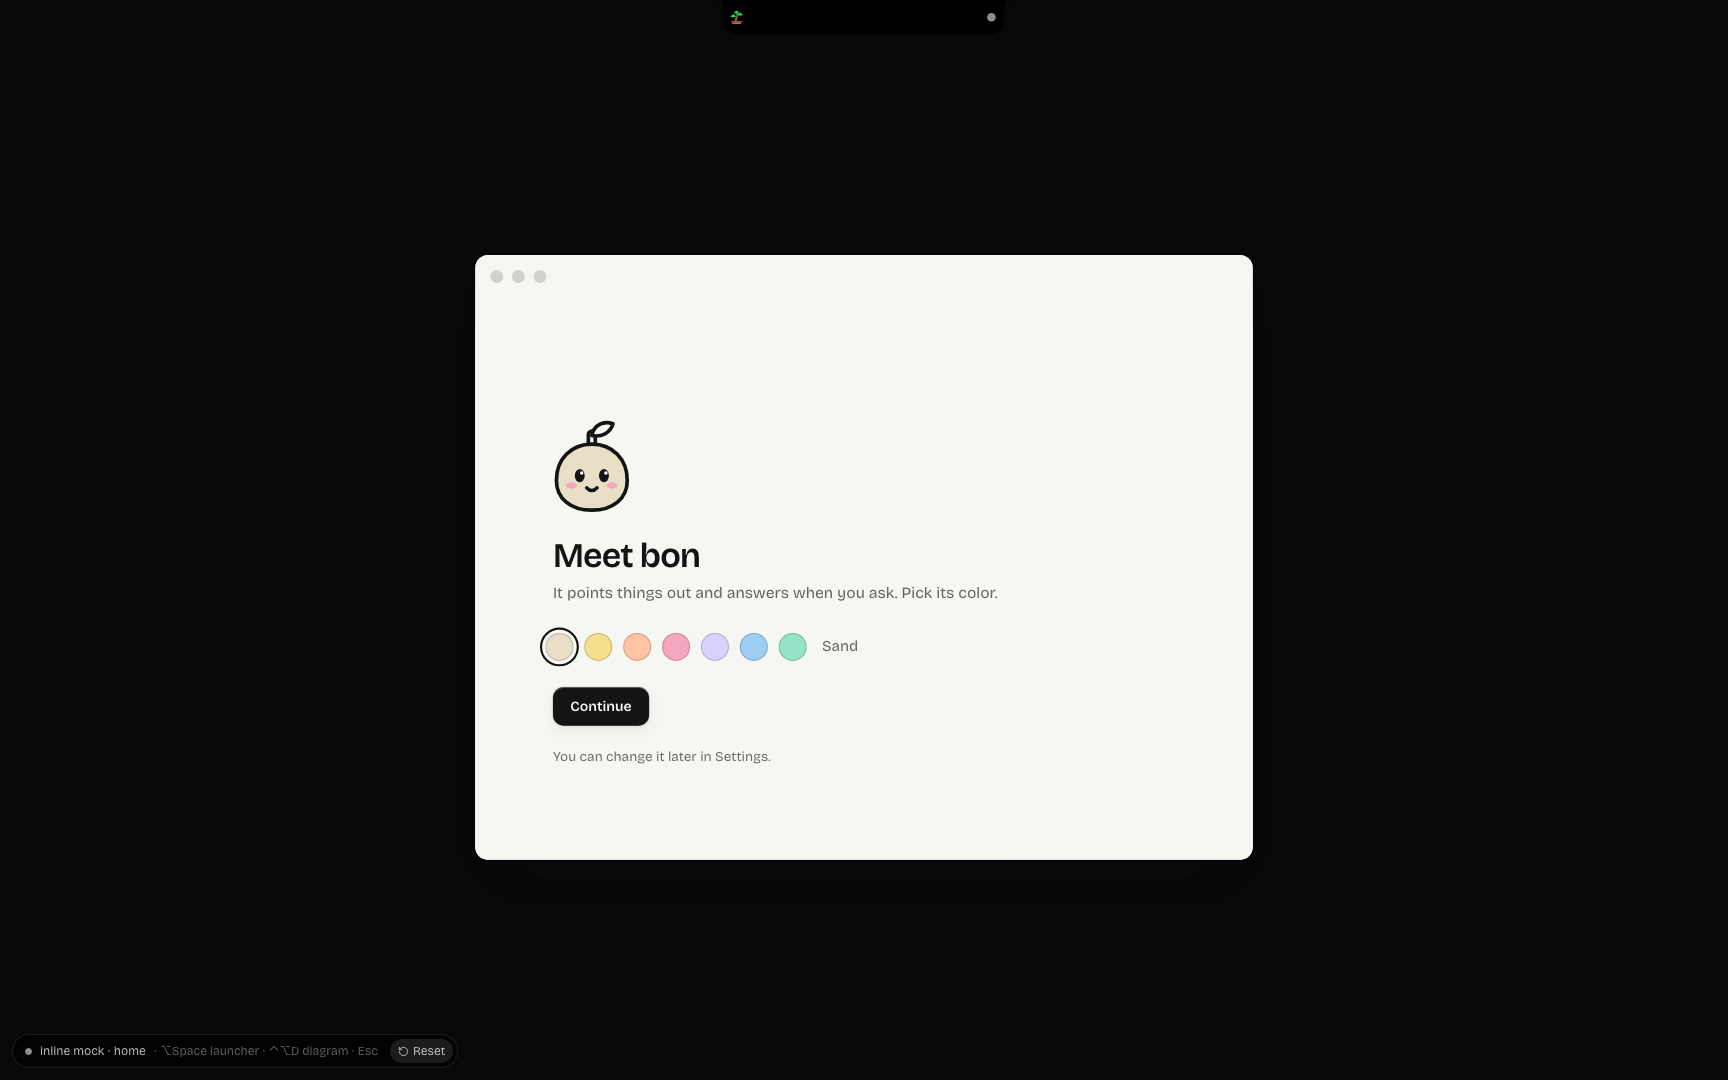 Meet bon
It points things out and answers when you ask. Pick its color.
Sand
Continue
You can change it later in Settings.
inline mock · home · ⌥Space launcher · ^⌥D diagram · Esc Reset